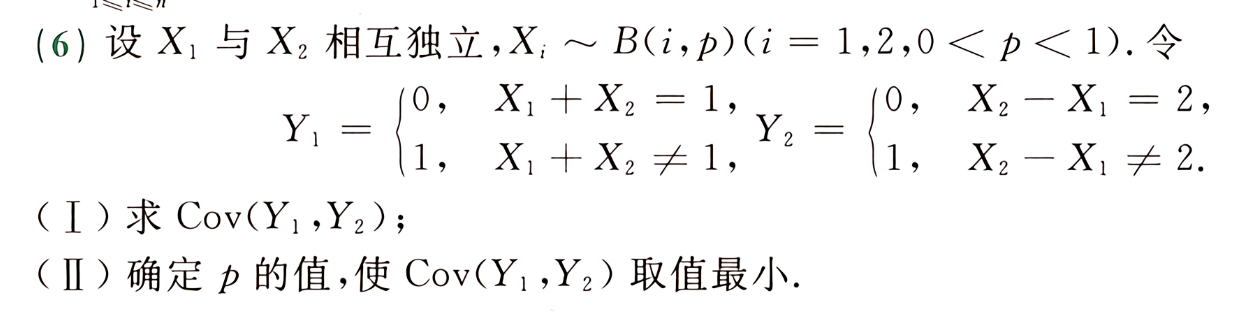 1≤i≤n
(6) 设 X₁ 与 X₂ 相互独立,Xᵢ ~ B(i,p)(i = 1,2,0 < p < 1). 令
Y₁ = {0, X₁ + X₂ = 1, Y₂ = {0, X₂ − X₁ = 2,
1, X₁ + X₂ ≠ 1, 1, X₂ − X₁ ≠ 2.
(Ⅰ) 求 Cov(Y₁,Y₂);
(Ⅱ) 确定 p 的值,使 Cov(Y₁,Y₂) 取值最小.